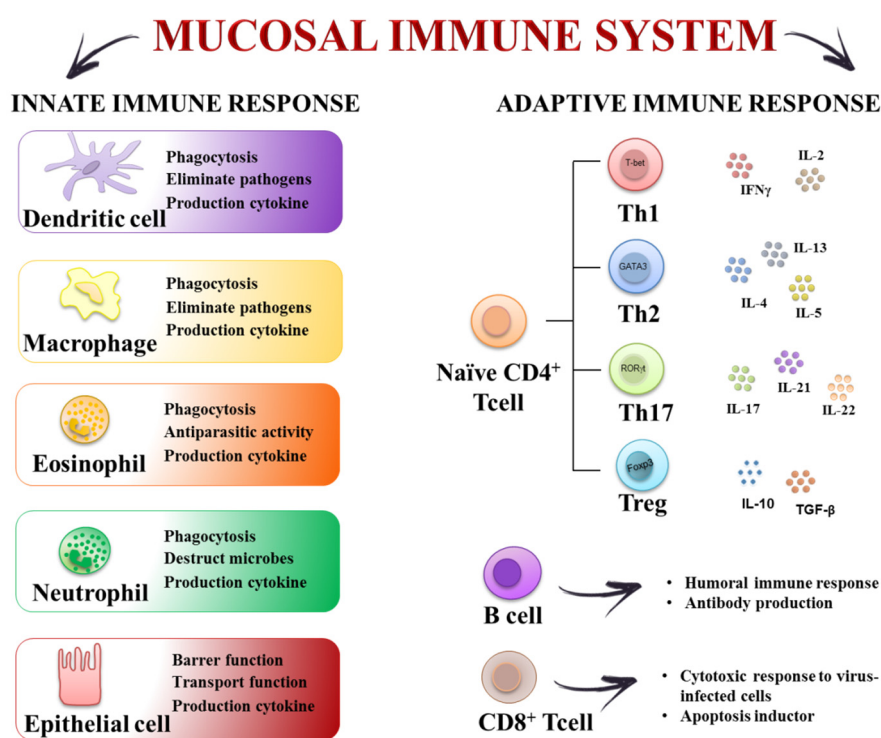 MUCOSAL IMMUNE SYSTEM
INNATE IMMUNE RESPONSE
Phagocytosis
Eliminate pathogens
Production cytokine
Dendritic cell
Phagocytosis
Eliminate pathogens
Production cytokine
Macrophage
Phagocytosis
Antiparasitic activity
Production cytokine
Eosinophil
Phagocytosis
Destruct microbes
Production cytokine
Neutrophil
Barrer function
Transport function
Production cytokine
Epithelial cell
ADAPTIVE IMMUNE RESPONSE
Naïve CD4⁺
Tcell
T-bet
Th1
IFNγ
IL-2
GATA3
Th2
IL-4
IL-13
IL-5
RORγt
Th17
IL-17
IL-21
IL-22
Foxp3
Treg
IL-10
TGF-β
B cell
• Humoral immune response
• Antibody production
CD8⁺ Tcell
• Cytotoxic response to virus-
infected cells
• Apoptosis inductor